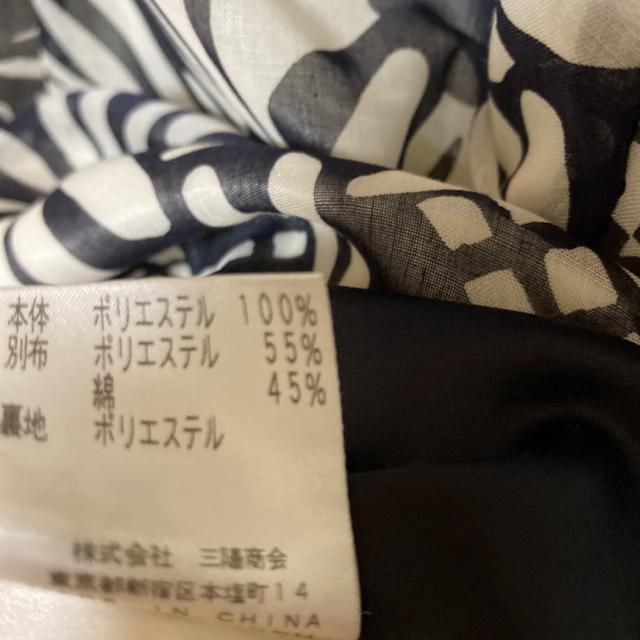 本体 ポリエステル 100%
別布 ポリエステル 55%
綿 45%
裏地 ポリエステル
株式会社 三陽商会
東京都新宿区本塩町14
IN CHINA